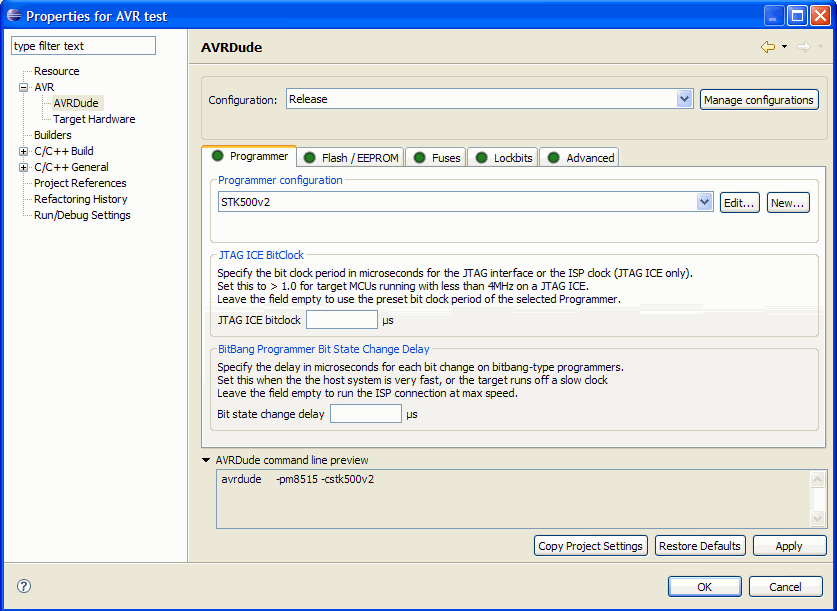 Properties for AVR test
type filter text
AVRDude
Resource
AVR
AVRDude
Target Hardware
Builders
C/C++ Build
C/C++ General
Project References
Refactoring History
Run/Debug Settings
Configuration: Release Manage configurations
Programmer Flash / EEPROM Fuses Lockbits Advanced
Programmer configuration
STK500v2 Edit... New...
JTAG ICE BitClock
Specify the bit clock period in microseconds for the JTAG interface or the ISP clock (JTAG ICE only).
Set this to > 1.0 for target MCUs running with less than 4MHz on a JTAG ICE.
Leave the field empty to use the preset bit clock period of the selected Programmer.
JTAG ICE bitclock µs
BitBang Programmer Bit State Change Delay
Specify the delay in microseconds for each bit change on bitbang-type programmers.
Set this when the the host system is very fast, or the target runs off a slow clock
Leave the field empty to run the ISP connection at max speed.
Bit state change delay µs
AVRDude command line preview
avrdude -pm8515 -cstk500v2
Copy Project Settings Restore Defaults Apply
? OK Cancel